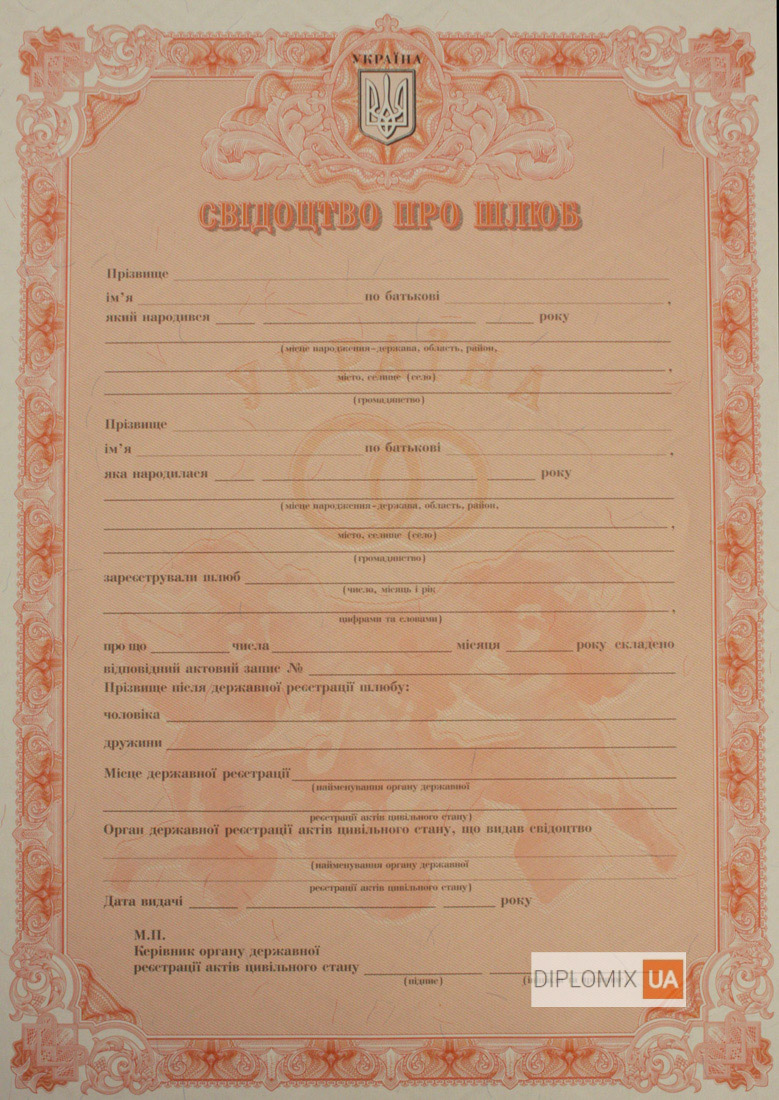 УКРАЇНА
СВІДОЦТВО ПРО ШЛЮБ
Прізвище
ім’я по батькові ,
який народився року
(місце народження-держава, область, район,
УКРАЇНА
,
місто, селище (село)
(громадянство)
Прізвище
ім’я по батькові ,
яка народилася року
(місце народження-держава, область, район,
,
місто, селище (село)
(громадянство)
зареєстрували шлюб
(число, місяць і рік
,
цифрами та словами)
про що числа місяця року складено
відповідний актовий запис №
Прізвище після державної реєстрації шлюбу:
чоловіка
дружини
Місце державної реєстрації
(найменування органу державної
реєстрації актів цивільного стану)
Орган державної реєстрації актів цивільного стану, що видав свідоцтво
(найменування органу державної
реєстрації актів цивільного стану)
Дата видачі року
М.П.
Керівник органу державної
реєстрації актів цивільного стану
(підпис)
DIPLOMIX UA